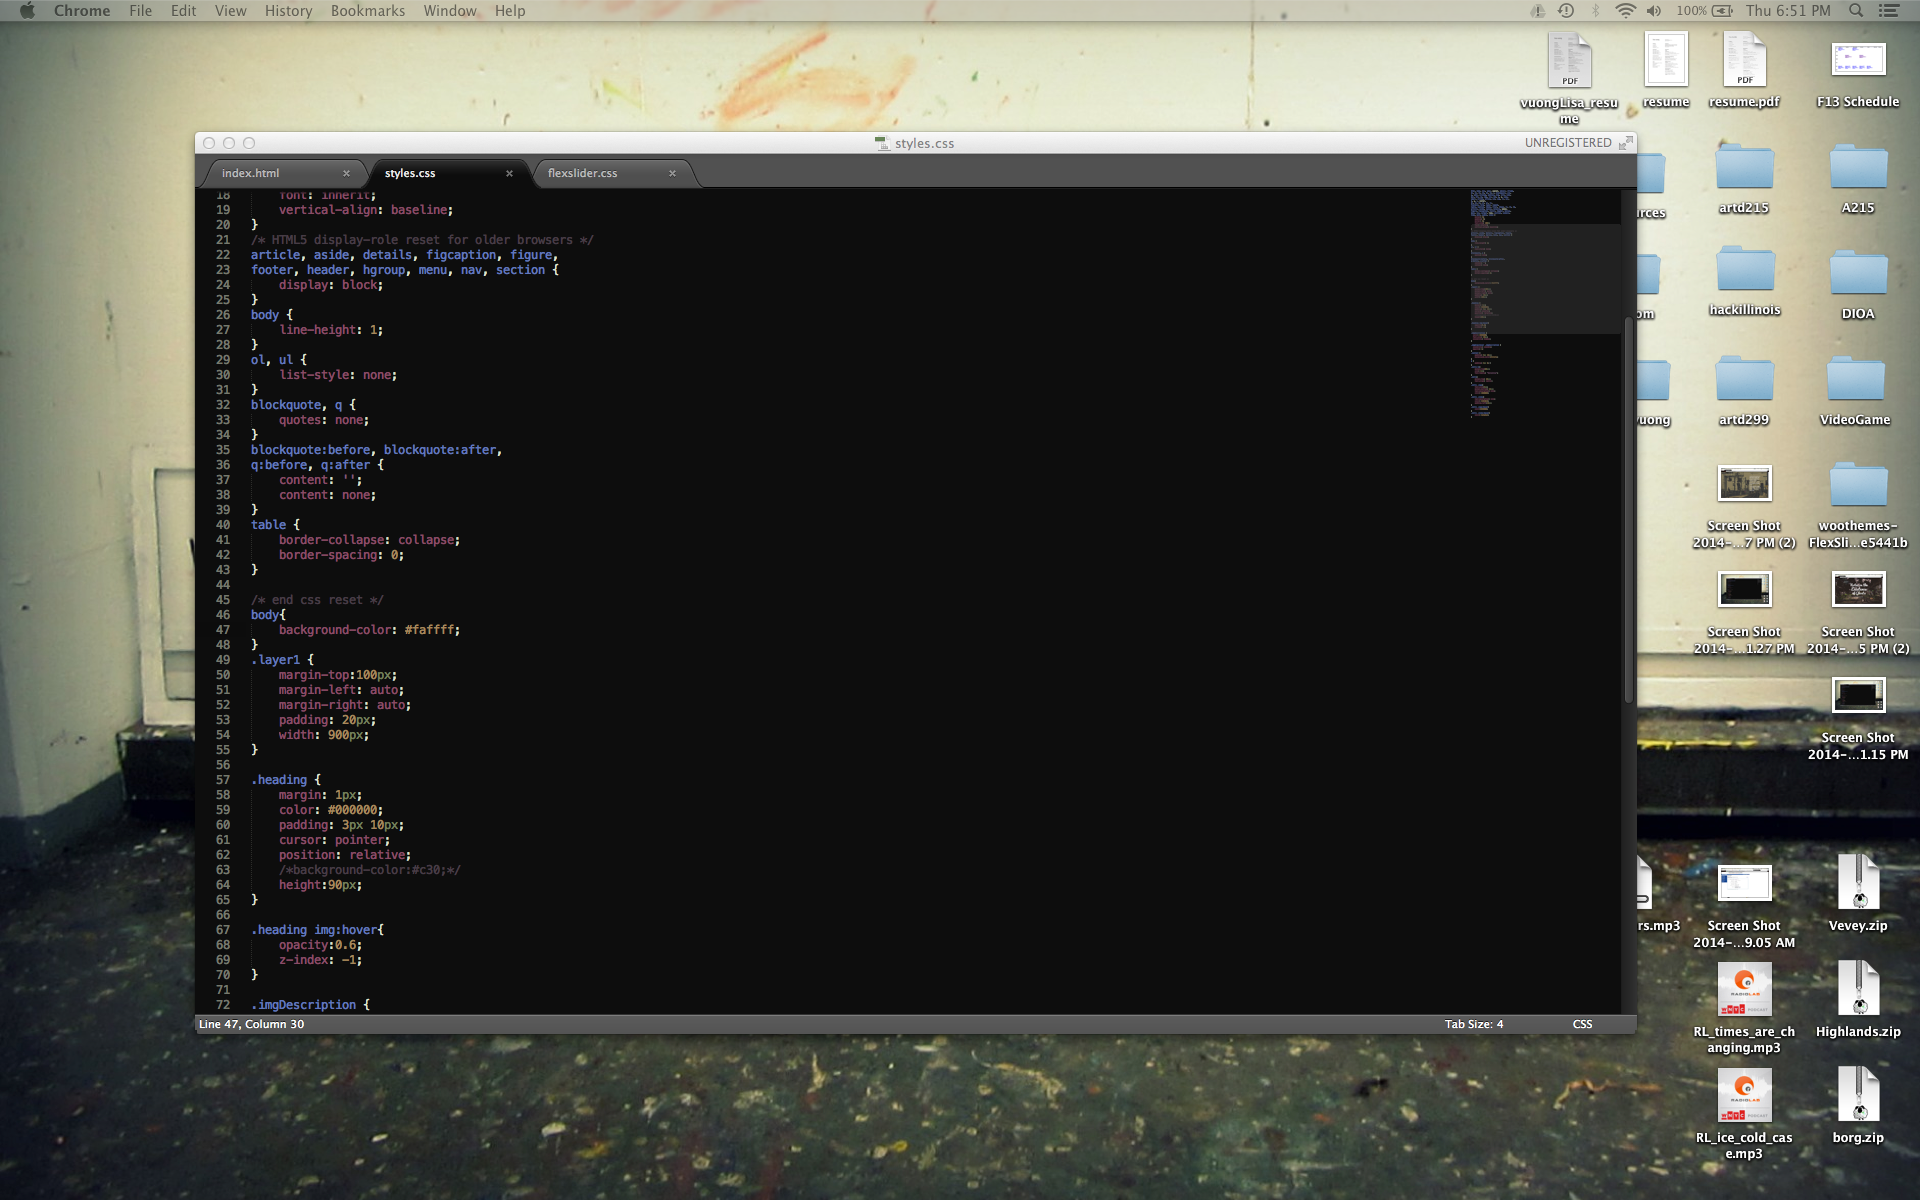 Chrome File Edit View History Bookmarks Window Help
100% Thu 6:51 PM
styles.css
UNREGISTERED
index.html
styles.css
flexslider.css
18 font: inherit;
19 vertical-align: baseline;
20 }
21 /* HTML5 display-role reset for older browsers */
22 article, aside, details, figcaption, figure,
23 footer, header, hgroup, menu, nav, section {
24 display: block;
25 }
26 body {
27 line-height: 1;
28 }
29 ol, ul {
30 list-style: none;
31 }
32 blockquote, q {
33 quotes: none;
34 }
35 blockquote:before, blockquote:after,
36 q:before, q:after {
37 content: '';
38 content: none;
39 }
40 table {
41 border-collapse: collapse;
42 border-spacing: 0;
43 }
44
45 /* end css reset */
46 body{
47 background-color: #faffff;
48 }
49 .layer1 {
50 margin-top:100px;
51 margin-left: auto;
52 margin-right: auto;
53 padding: 20px;
54 width: 900px;
55 }
56
57 .heading {
58 margin: 1px;
59 color: #000000;
60 padding: 3px 10px;
61 cursor: pointer;
62 position: relative;
63 /*background-color:#c30;*/
64 height:90px;
65 }
66
67 .heading img:hover{
68 opacity:0.6;
69 z-index: -1;
70 }
71
72 .imgDescription {
Line 47, Column 30
Tab Size: 4
CSS
PDF
vuongLisa_resu
me
resume
PDF
resume.pdf
F13 Schedule
rces
artd215
A215
om
hackillinois
DIOA
uong
artd299
VideoGame
Screen Shot
2014-...7 PM (2)
woothemes-
FlexSli...e5441b
Screen Shot
2014-...1.27 PM
Screen Shot
2014-...5 PM (2)
Screen Shot
2014-...1.15 PM
rs.mp3
Screen Shot
2014-...9.05 AM
Vevey.zip
RADIOLAB
RL_times_are_ch
anging.mp3
Highlands.zip
RADIOLAB
RL_ice_cold_cas
e.mp3
borg.zip